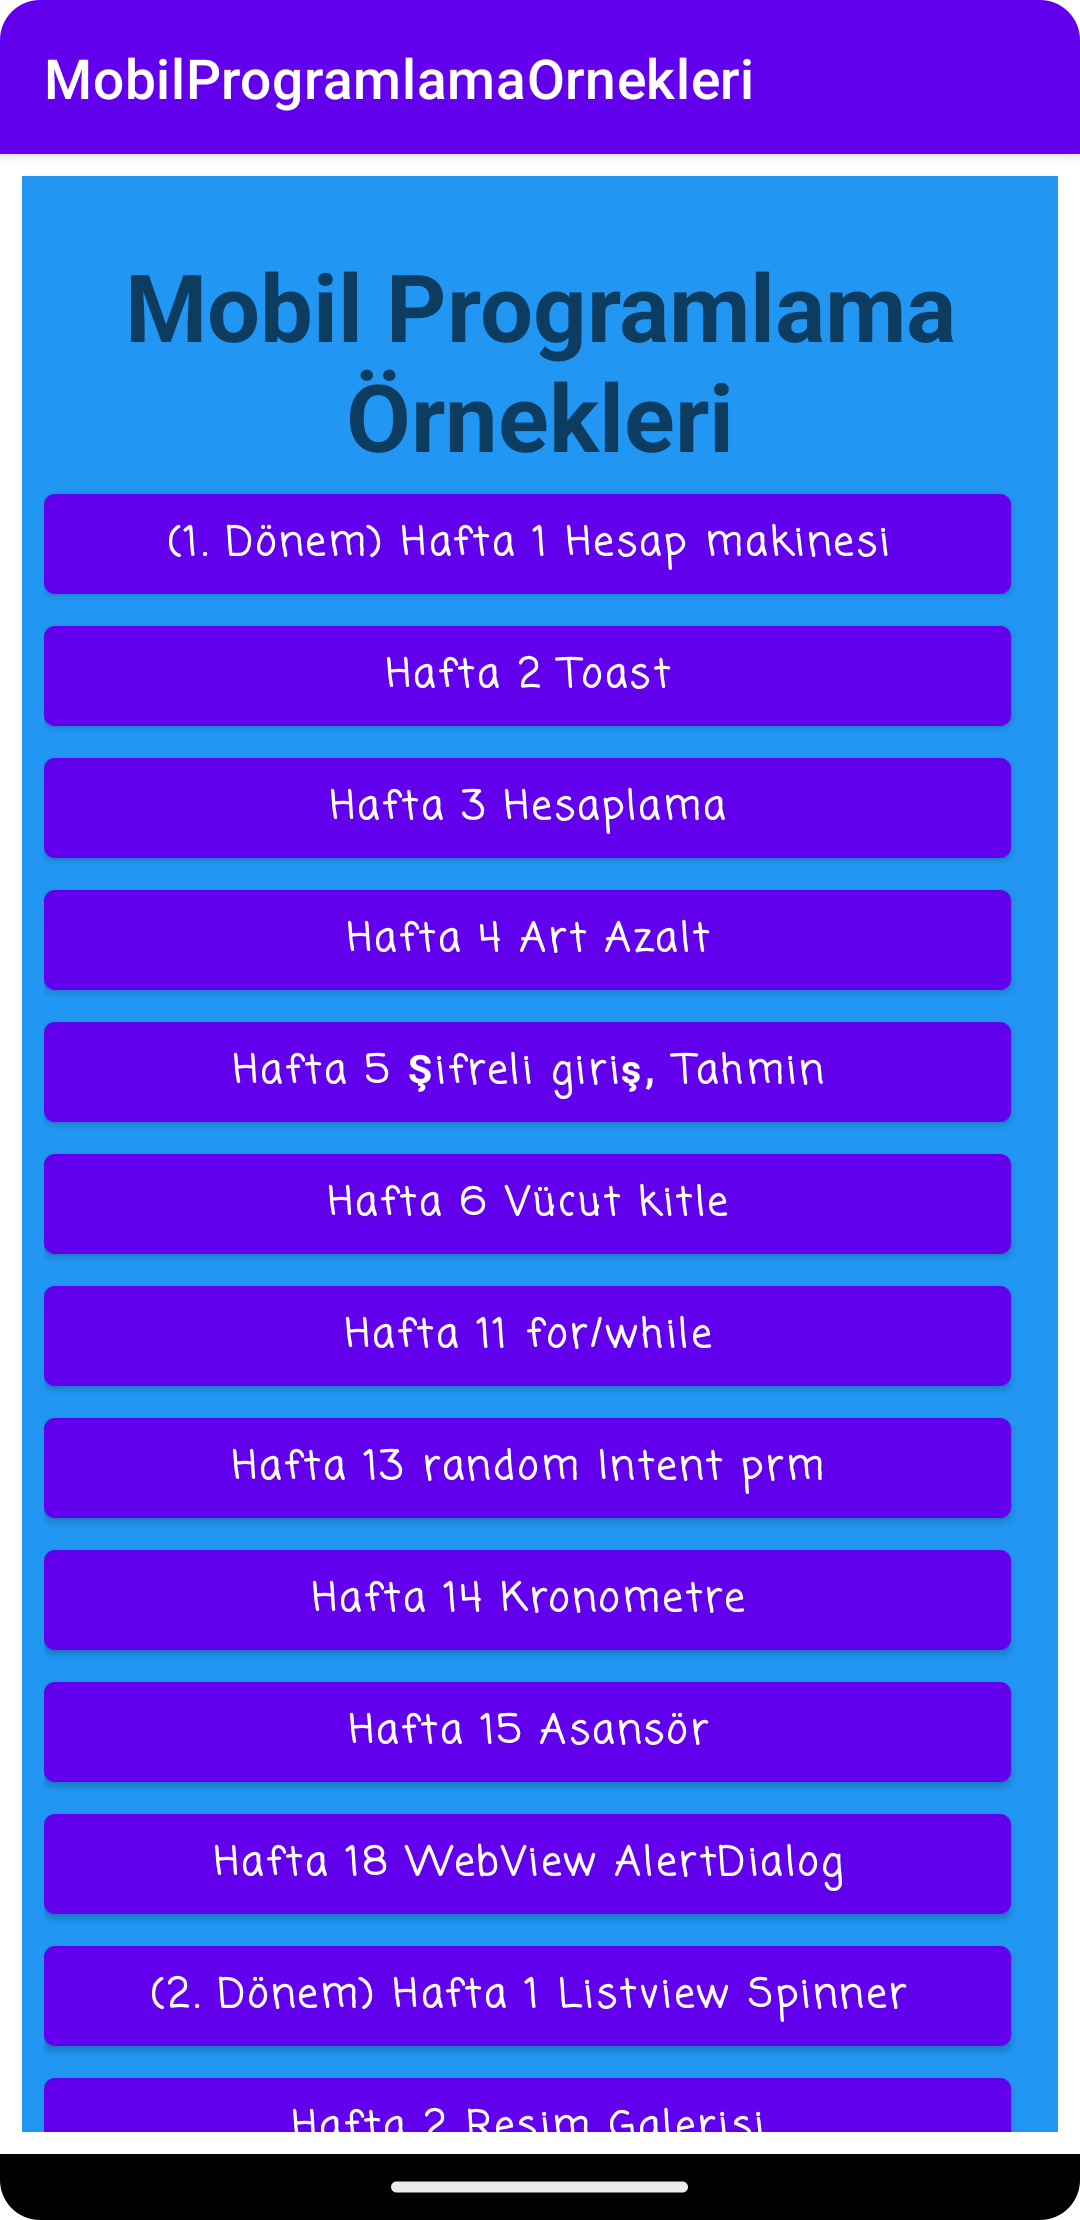 MobilProgramlamaOrnekleri
Mobil Programlama
Örnekleri
(1. Dönem) Hafta 1 Hesap makinesi
Hafta 2 Toast
Hafta 3 Hesaplama
Hafta 4 Art Azalt
Hafta 5 Şifreli giriş, Tahmin
Hafta 6 Vücut kitle
Hafta 11 for/while
Hafta 13 random Intent prm
Hafta 14 Kronometre
Hafta 15 Asansör
Hafta 18 WebView AlertDialog
(2. Dönem) Hafta 1 Listview Spinner
Hafta 2 Resim Galerisi